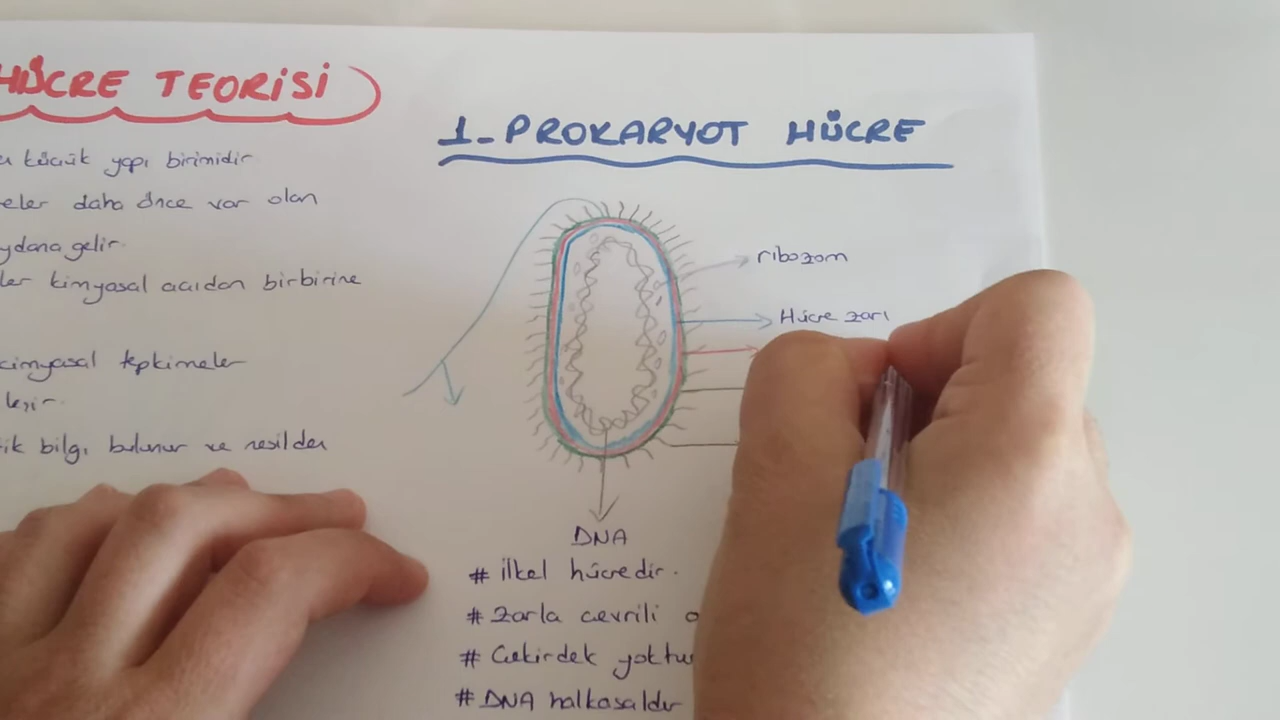 HÜCRE TEORİSİ
küçük yapı birimidir
eler daha önce var olan
ydana gelir.
ler kimyasal açıdan birbirine
kimyasal tepkimeler
leşir.
ik bilgi bulunur ve nesilden
1-PROKARYOT HÜCRE
ribozom
Hücre zarı
DNA
# İlkel hücredir.
# Zarla çevrili o
# Çekirdek yoktur
# DNA halkasaldır